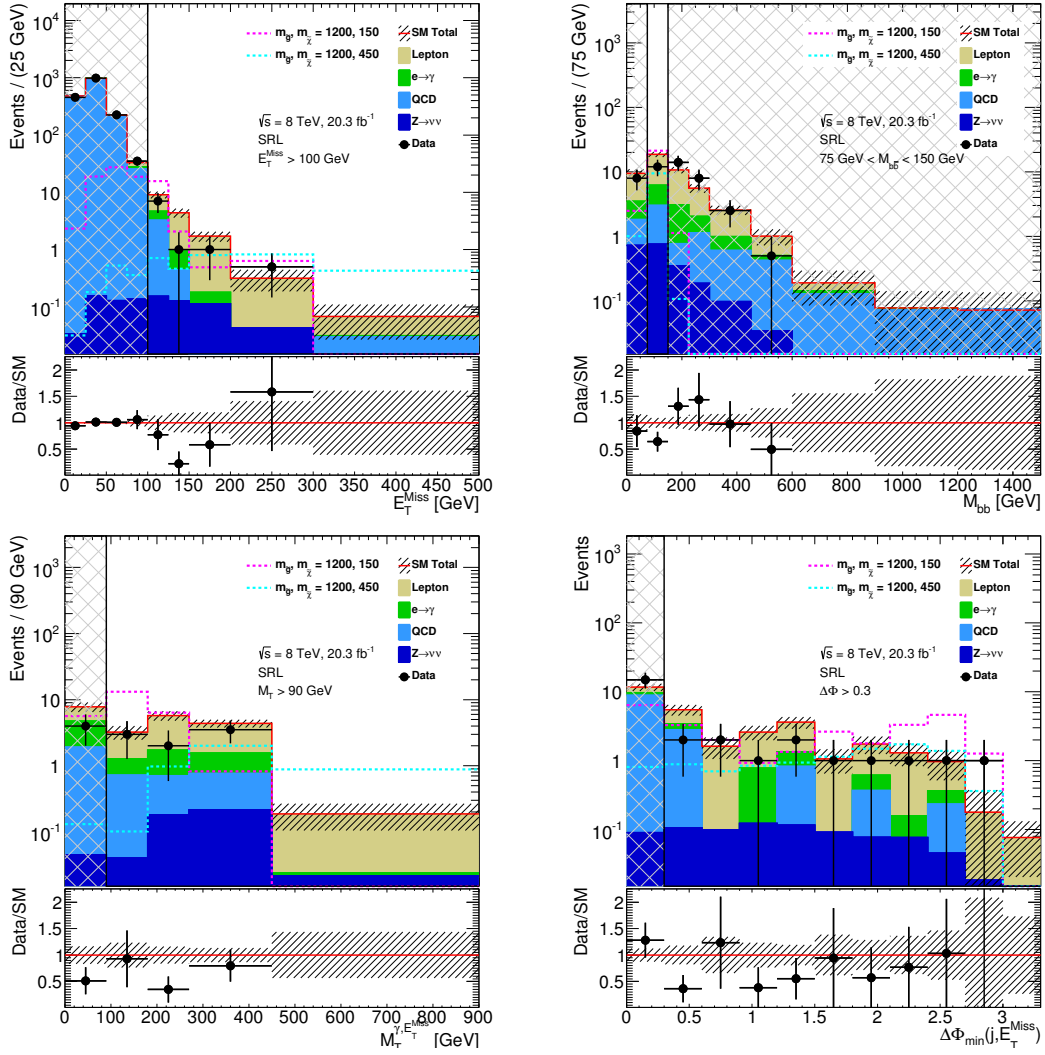 Events / (25 GeV)
10⁴
10³
10²
10
1
10⁻¹
m_g̃, m_χ̃ = 1200, 150
m_g̃, m_χ̃ = 1200, 450
SM Total
Lepton
e→γ
QCD
Z→νν
Data
√s = 8 TeV, 20.3 fb⁻¹
SRL
E_T^Miss > 100 GeV
Data/SM
2
1.5
1
0.5
0 50 100 150 200 250 300 350 400 450 500
E_T^Miss [GeV]
Events / (75 GeV)
10³
10²
10
1
10⁻¹
m_g̃, m_χ̃ = 1200, 150
m_g̃, m_χ̃ = 1200, 450
SM Total
Lepton
e→γ
QCD
Z→νν
Data
√s = 8 TeV, 20.3 fb⁻¹
SRL
75 GeV < M_bb < 150 GeV
Data/SM
2
1.5
1
0.5
0 200 400 600 800 1000 1200 1400
M_bb [GeV]
Events / (90 GeV)
10³
10²
10
1
10⁻¹
m_g̃, m_χ̃ = 1200, 150
m_g̃, m_χ̃ = 1200, 450
SM Total
Lepton
e→γ
QCD
Z→νν
Data
√s = 8 TeV, 20.3 fb⁻¹
SRL
M_T > 90 GeV
Data/SM
2
1.5
1
0.5
0 100 200 300 400 500 600 700 800 900
M_T^γ,E_T^Miss [GeV]
Events
10³
10²
10
1
10⁻¹
m_g̃, m_χ̃ = 1200, 150
m_g̃, m_χ̃ = 1200, 450
SM Total
Lepton
e→γ
QCD
Z→νν
Data
√s = 8 TeV, 20.3 fb⁻¹
SRL
ΔΦ > 0.3
Data/SM
2
1.5
1
0.5
0 0.5 1 1.5 2 2.5 3
ΔΦ_min(j,E_T^Miss)